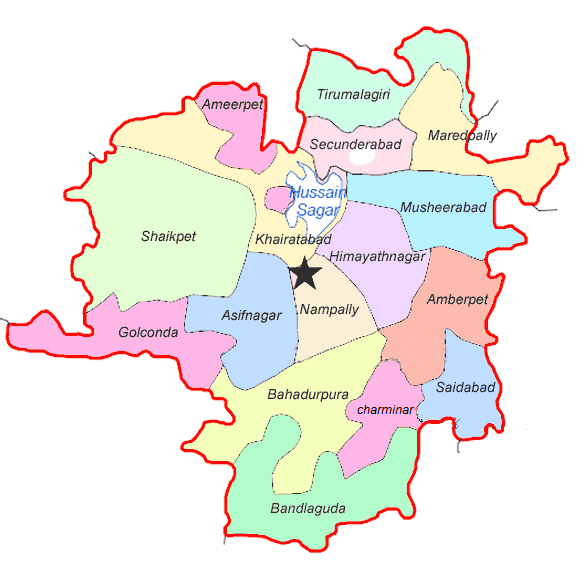 Tirumalagiri
Ameerpet
Maredpally
Secunderabad
Hussain
Sagar
Musheerabad
Shaikpet
Khairatabad
Himayathnagar
Amberpet
Nampally
Asifnagar
Golconda
Saidabad
Bahadurpura
charminar
Bandlaguda